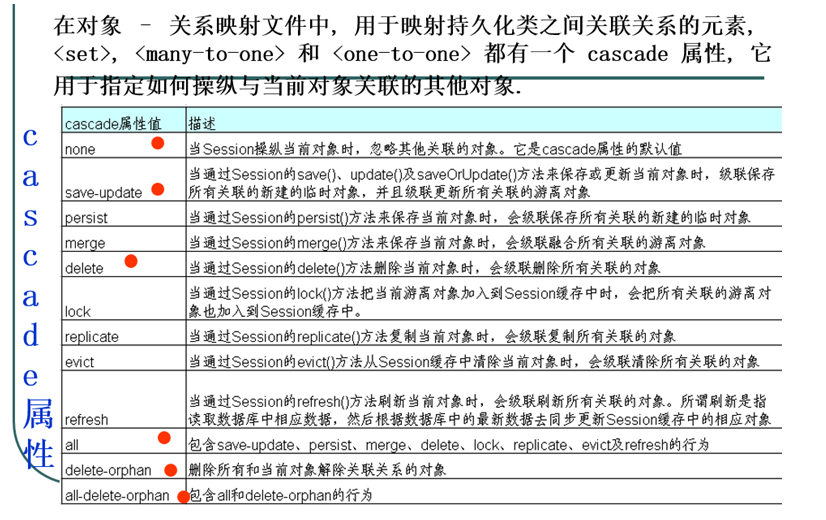 在对象 – 关系映射文件中, 用于映射持久化类之间关联关系的元素,
<set>, <many-to-one> 和 <one-to-one> 都有一个 cascade 属性, 它
用于指定如何操纵与当前对象关联的其他对象.
cascade属性
cascade属性值 描述
none 当Session操纵当前对象时，忽略其他关联的对象。它是cascade属性的默认值
save-update 当通过Session的save()、update()及saveOrUpdate()方法来保存或更新当前对象时，级联保存
所有关联的新建的临时对象，并且级联更新所有关联的游离对象
persist 当通过Session的persist()方法来保存当前对象时，会级联保存所有关联的新建的临时对象
merge 当通过Session的merge()方法来保存当前对象时，会级联融合所有关联的游离对象
delete 当通过Session的delete()方法删除当前对象时，会级联删除所有关联的对象
lock 当通过Session的lock()方法把当前游离对象加入到Session缓存中时，会把所有关联的游离对
象也加入到Session缓存中。
replicate 当通过Session的replicate()方法复制当前对象时，会级联复制所有关联的对象
evict 当通过Session的evict()方法从Session缓存中清除当前对象时，会级联清除所有关联的对象
refresh 当通过Session的refresh()方法刷新当前对象时，会级联刷新所有关联的对象。所谓刷新是指
读取数据库中相应数据，然后根据数据库中的最新数据去同步更新Session缓存中的相应对象
all 包含save-update、persist、merge、delete、lock、replicate、evict及refresh的行为
delete-orphan 删除所有和当前对象解除关联关系的对象
all-delete-orphan 包含all和delete-orphan的行为